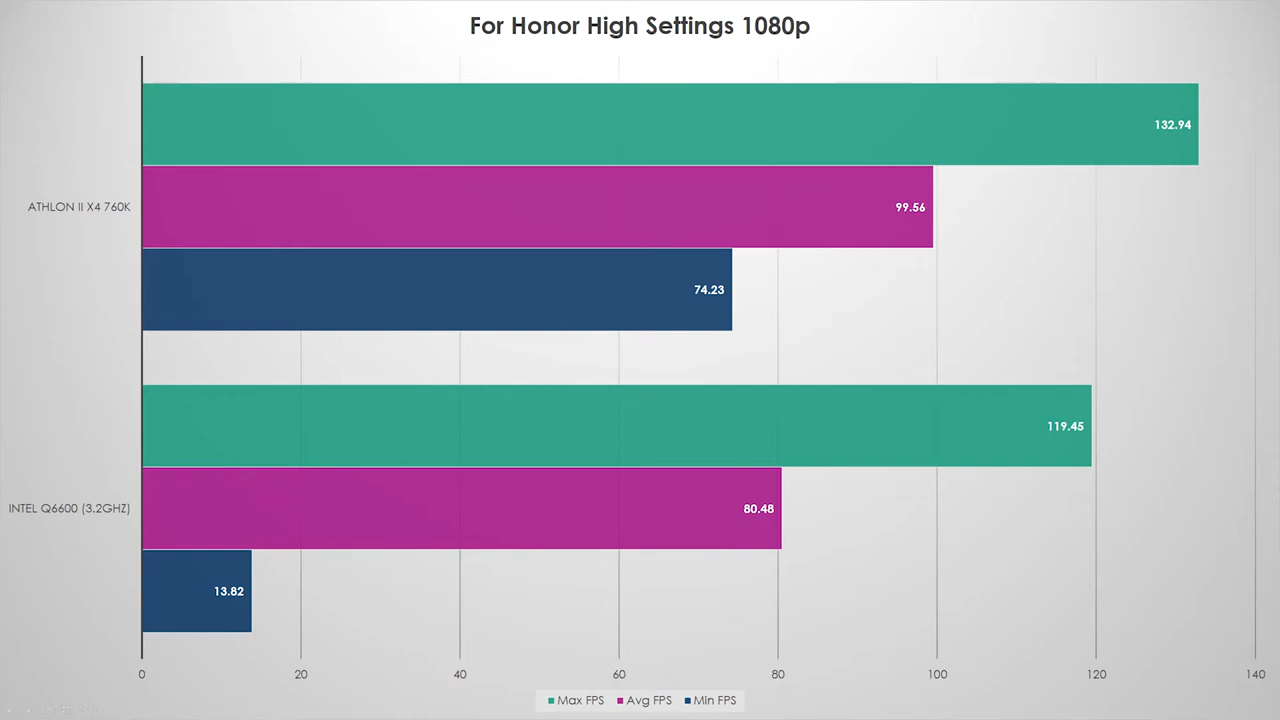 For Honor High Settings 1080p
132.94
ATHLON II X4 760K
99.56
74.23
119.45
INTEL Q6600 (3.2GHZ)
80.48
13.82
0 20 40 60 80 100 120 140
Max FPS Avg FPS Min FPS